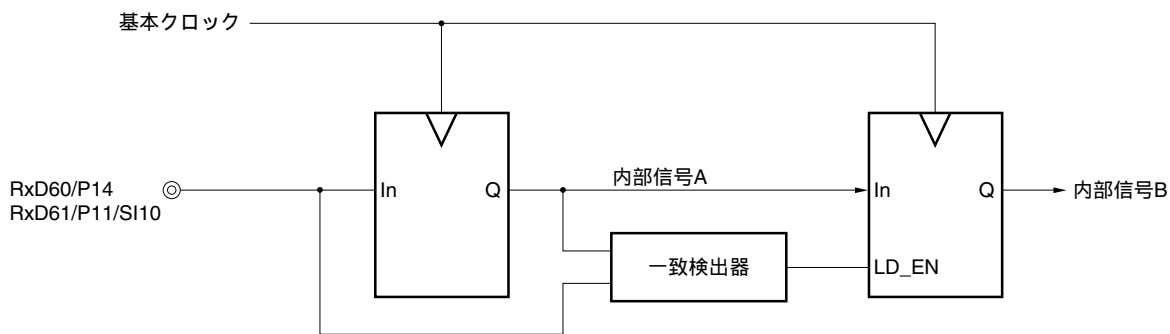 基本クロック
RxD60/P14
RxD61/P11/SI10
In
Q
内部信号A
In
Q
内部信号B
一致検出器
LD_EN